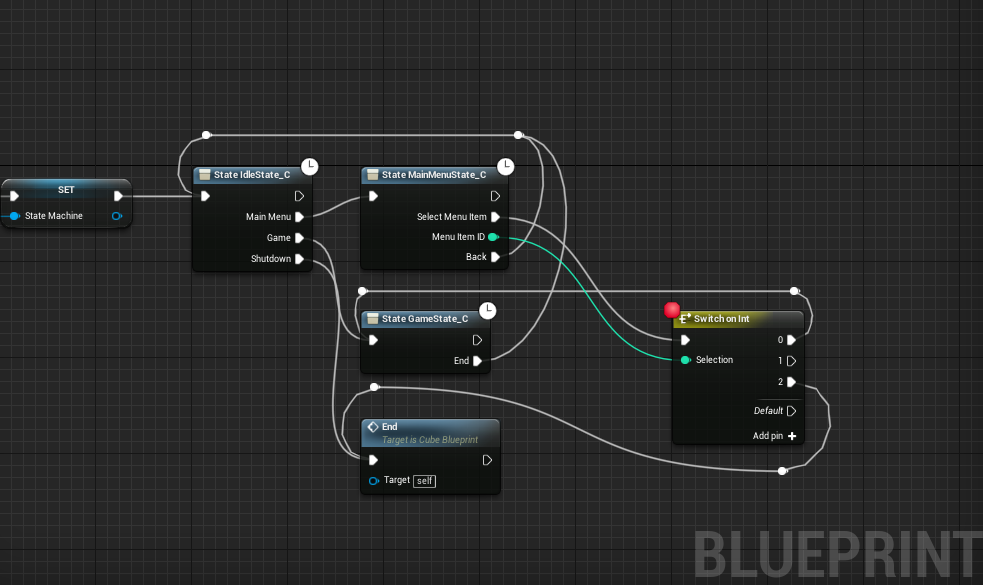 SET
State Machine
State IdleState_C
Main Menu
Game
Shutdown
State MainMenuState_C
Select Menu Item
Menu Item ID
Back
State GameState_C
End
Switch on Int
0
Selection
1
2
Default
Add pin
End
Target is Cube Blueprint
Target self
BLUEPRINT